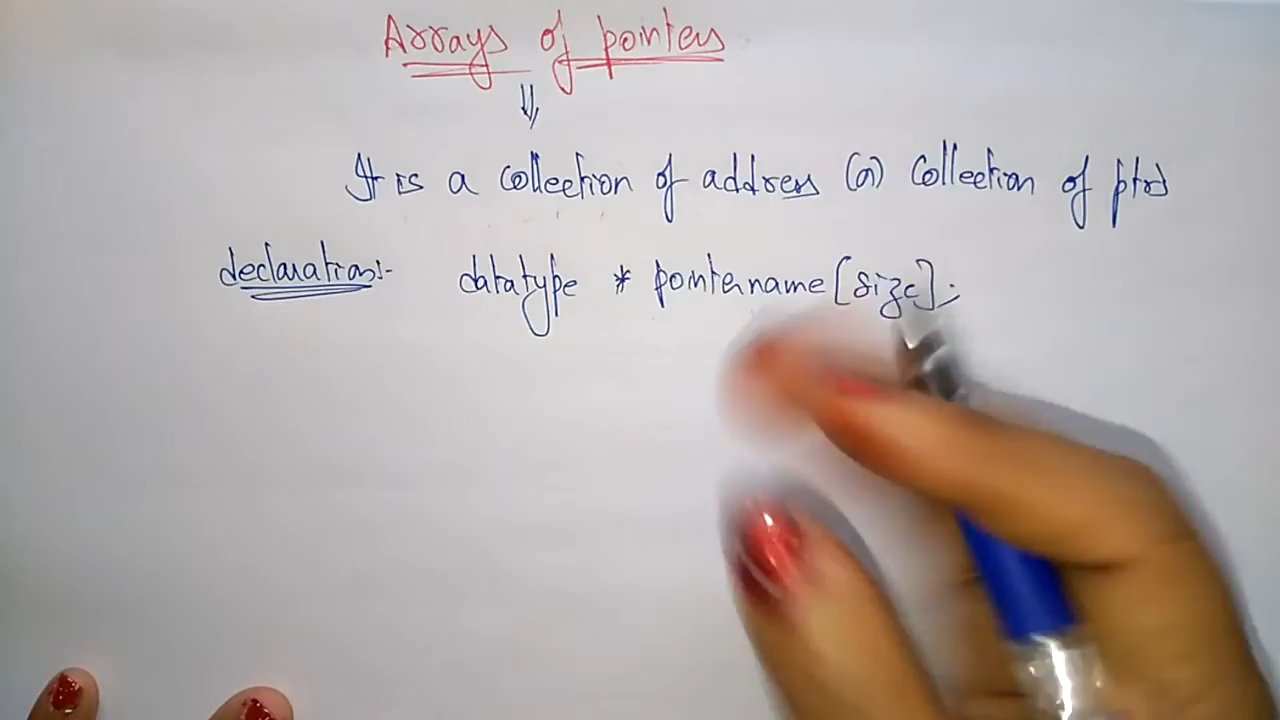 Arrays of pointers
It is a collection of address (or) collection of ptrs
declaration:- datatype * pointername[size];